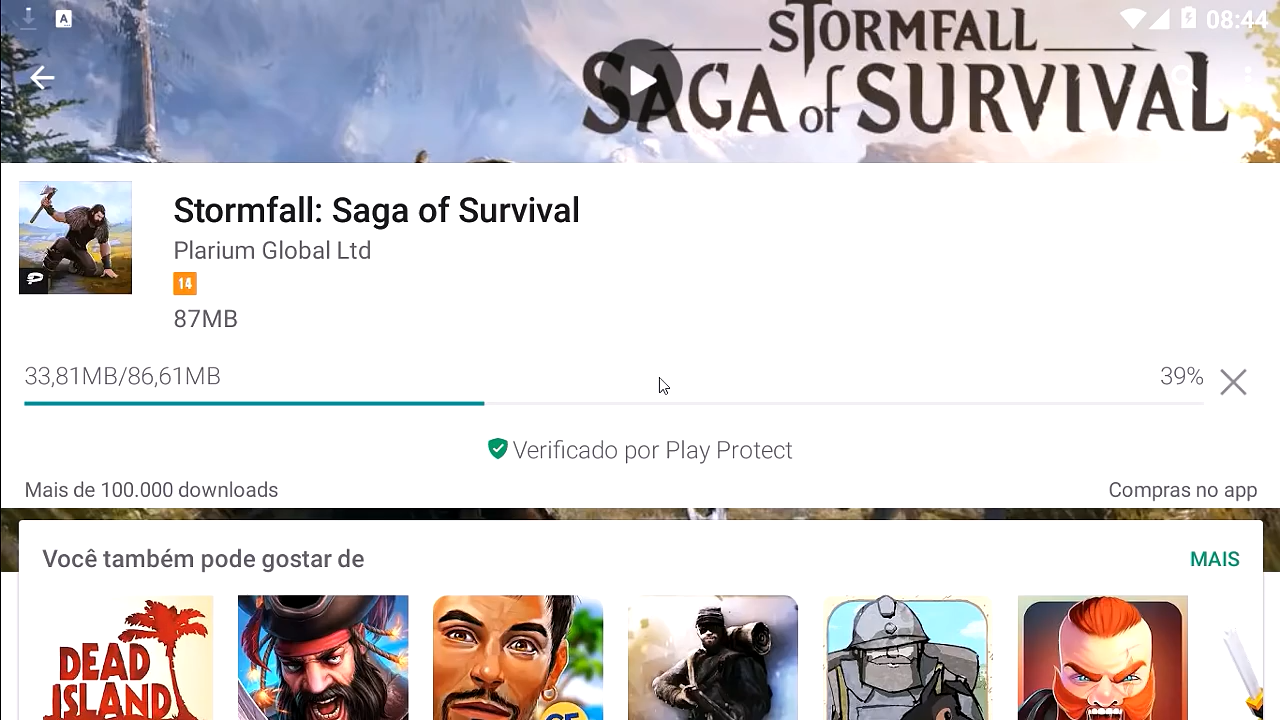 A
08:44
STORMFALL
SAGA of SURVIVAL
Stormfall: Saga of Survival
Plarium Global Ltd
14
87MB
33,81MB/86,61MB
39%
Verificado por Play Protect
Mais de 100.000 downloads
Compras no app
Você também pode gostar de
MAIS
DEAD
ISLAND